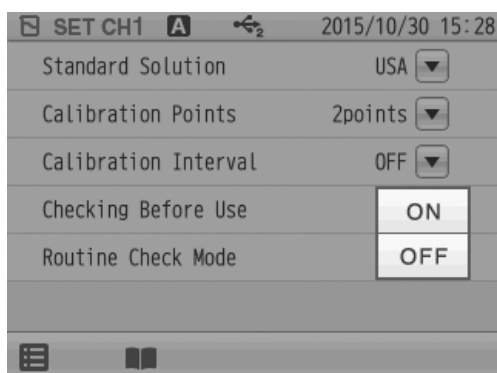 SET CH1 A 2 2015/10/30 15:28
Standard Solution USA
Calibration Points 2points
Calibration Interval OFF
Checking Before Use ON
Routine Check Mode OFF